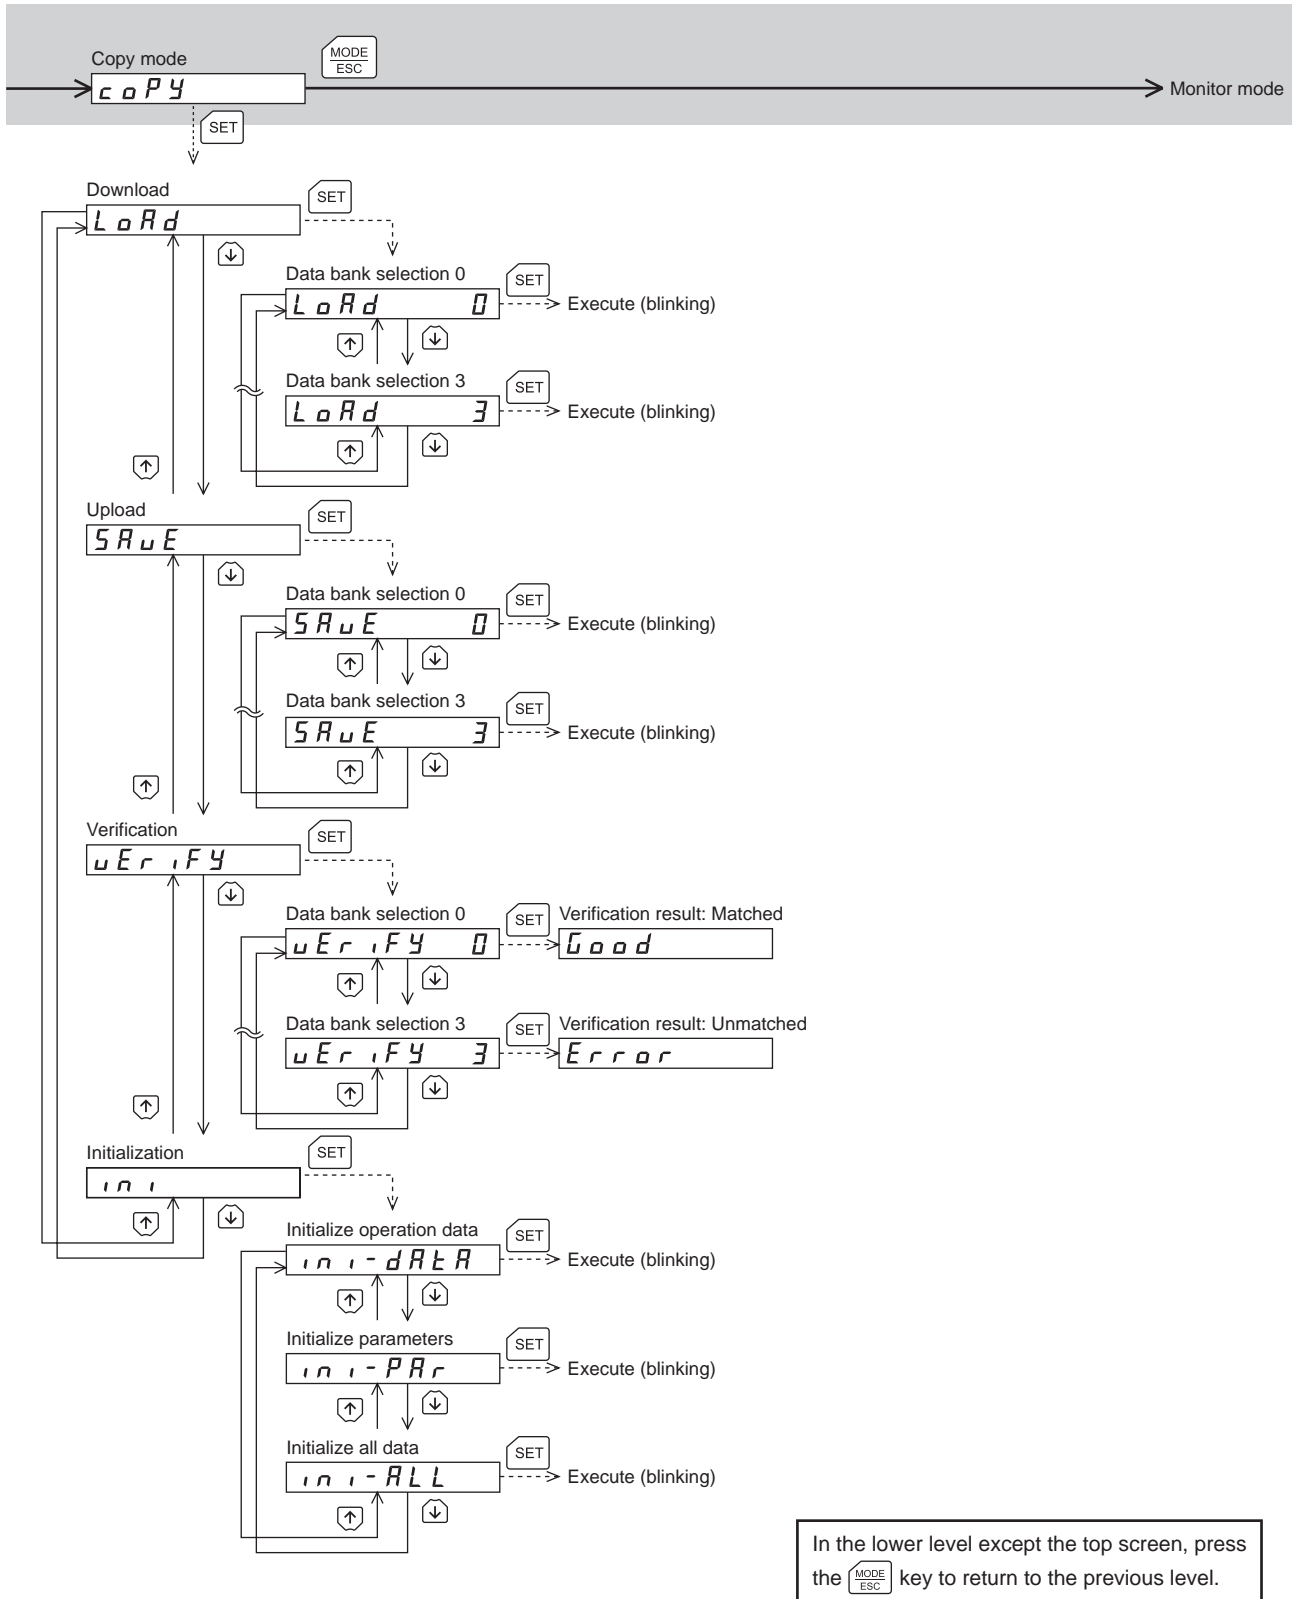 Copy mode
MODE
ESC
coPY
Monitor mode
SET
Download
SET
LoAd
Data bank selection 0
SET
LoAd 0
Execute (blinking)
Data bank selection 3
SET
LoAd 3
Execute (blinking)
Upload
SET
SAvE
Data bank selection 0
SET
SAvE 0
Execute (blinking)
Data bank selection 3
SET
SAvE 3
Execute (blinking)
Verification
SET
vEriFY
Data bank selection 0
SET
Verification result: Matched
vEriFY 0
Good
Data bank selection 3
SET
Verification result: Unmatched
vEriFY 3
Error
Initialization
SET
ini
Initialize operation data
SET
ini-dAtA
Execute (blinking)
Initialize parameters
SET
ini-PAr
Execute (blinking)
Initialize all data
SET
ini-ALL
Execute (blinking)
In the lower level except the top screen, press
the MODE ESC key to return to the previous level.